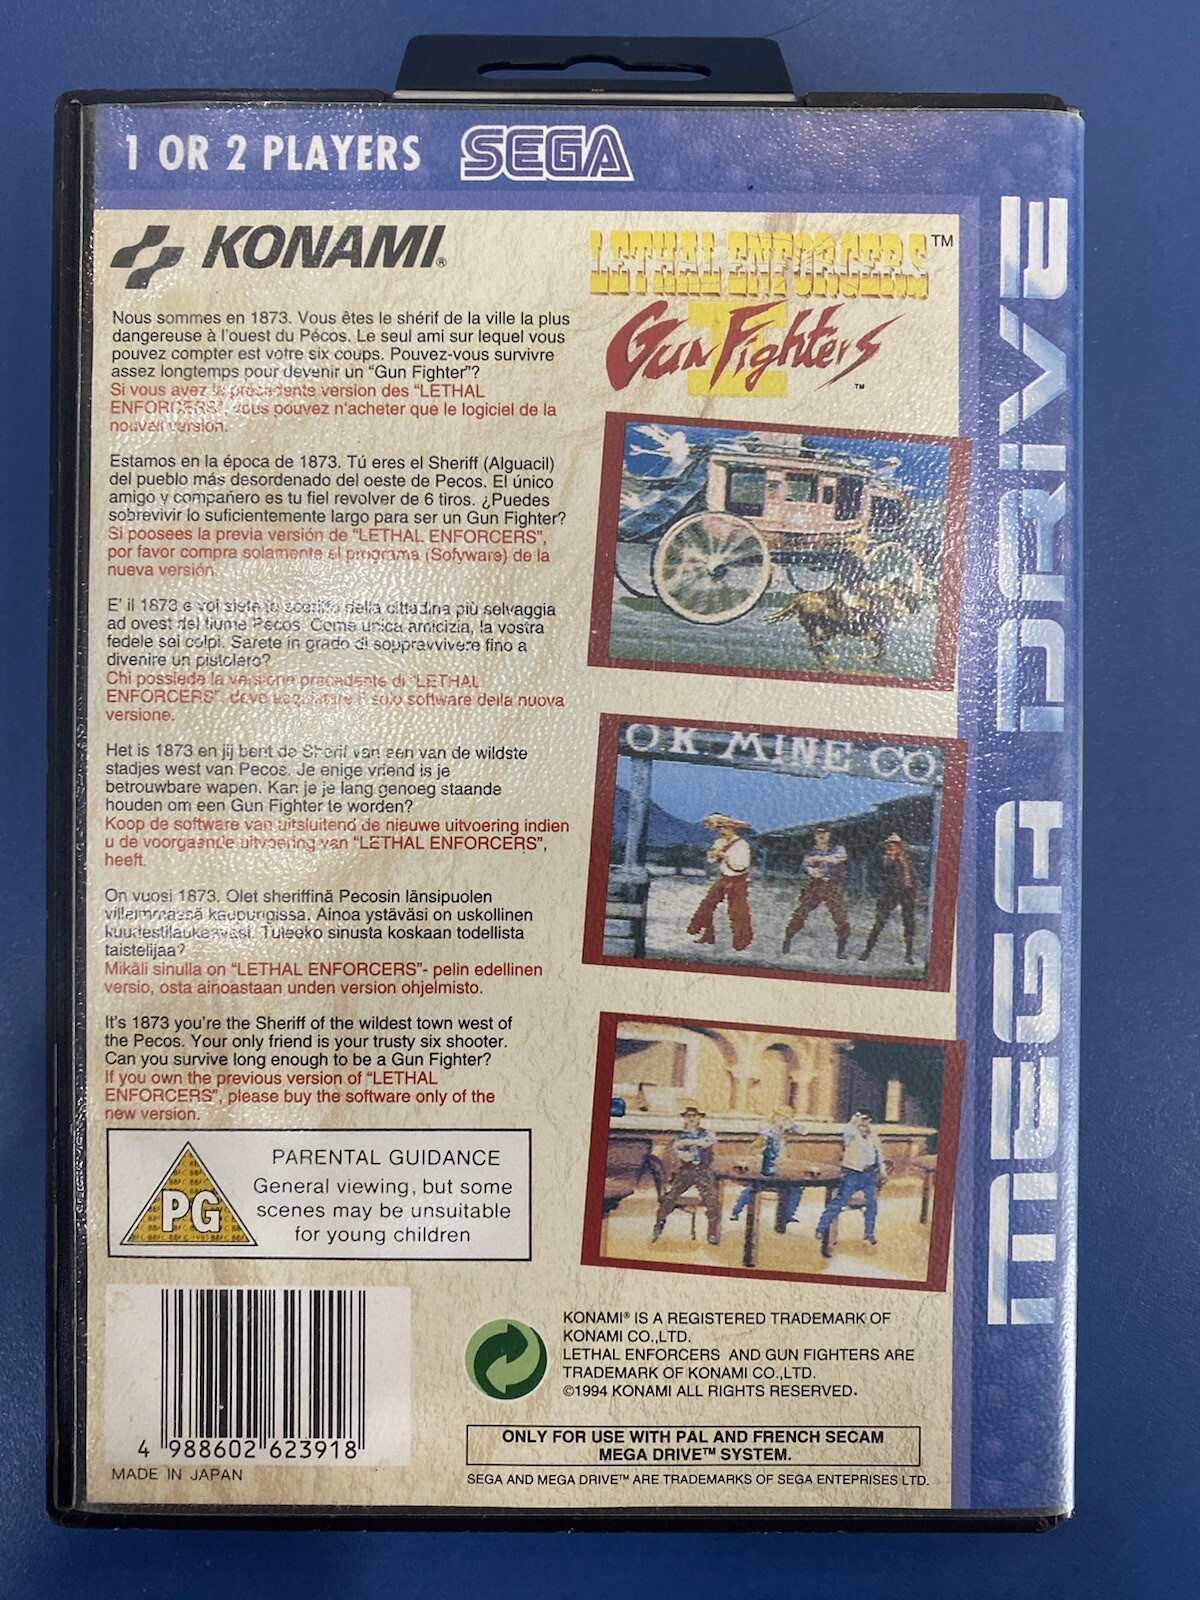 1 OR 2 PLAYERS SEGA
KONAMI®
LETHAL ENFORCERS™
II
Gun Fighters™
Nous sommes en 1873. Vous êtes le shérif de la ville la plus
dangereuse à l'ouest du Pécos. Le seul ami sur lequel vous
pouvez compter est votre six coups. Pouvez-vous survivre
assez longtemps pour devenir un "Gun Fighter"?
Si vous avez la précédente version des "LETHAL
ENFORCERS", vous pouvez n'acheter que le logiciel de la
nouvell version.
Estamos en la época de 1873. Tú eres el Sheriff (Alguacil)
del pueblo más desordenado del oeste de Pecos. El único
amigo y compañero es tu fiel revolver de 6 tiros. ¿Puedes
sobrevivir lo suficientemente largo para ser un Gun Fighter?
Si poosees la previa versión de "LETHAL ENFORCERS",
por favor compra solamente el programa (Sofyware) de la
nueva versión.
E' il 1873 e voi siete lo sceriffo della cittadina più selvaggia
ad ovest del fiume Pecos. Come unica amicizia, la vostra
fedele sei colpi. Sarete in grado di soppravvivere fino a
divenire un pistolero?
Chi possiede la versione precedente di "LETHAL
ENFORCERS", deve acquistare il solo software della nuova
versione.
Het is 1873 en jij bent de Sherif van een van de wildste
stadjes west van Pecos. Je enige vriend is je
betrouwbare wapen. Kan je je lang genoeg staande
houden om een Gun Fighter te worden?
Koop de software van uitsluitend de nieuwe uitvoering indien
u de voorgaande uitvoering van "LETHAL ENFORCERS",
heeft.
On vuosi 1873. Olet sheriffinä Pecosin länsipuolen
villeimmässä kaupungissa. Ainoa ystäväsi on uskollinen
kuudestilaukeavasi. Tuleeko sinusta koskaan todellista
taistelijaa?
Mikäli sinulla on "LETHAL ENFORCERS"- pelin edellinen
versio, osta ainoastaan unden version ohjelmisto.
It's 1873 you're the Sheriff of the wildest town west of
the Pecos. Your only friend is your trusty six shooter.
Can you survive long enough to be a Gun Fighter?
If you own the previous version of "LETHAL
ENFORCERS", please buy the software only of the
new version.
O.K MINE CO.
PG
PARENTAL GUIDANCE
General viewing, but some
scenes may be unsuitable
for young children
4 988602 623918
MADE IN JAPAN
KONAMI® IS A REGISTERED TRADEMARK OF
KONAMI CO.,LTD.
LETHAL ENFORCERS AND GUN FIGHTERS ARE
TRADEMARK OF KONAMI CO.,LTD.
©1994 KONAMI ALL RIGHTS RESERVED.
ONLY FOR USE WITH PAL AND FRENCH SECAM
MEGA DRIVE™ SYSTEM.
SEGA AND MEGA DRIVE™ ARE TRADEMARKS OF SEGA ENTEPRISES LTD.
MEGA DRIVE